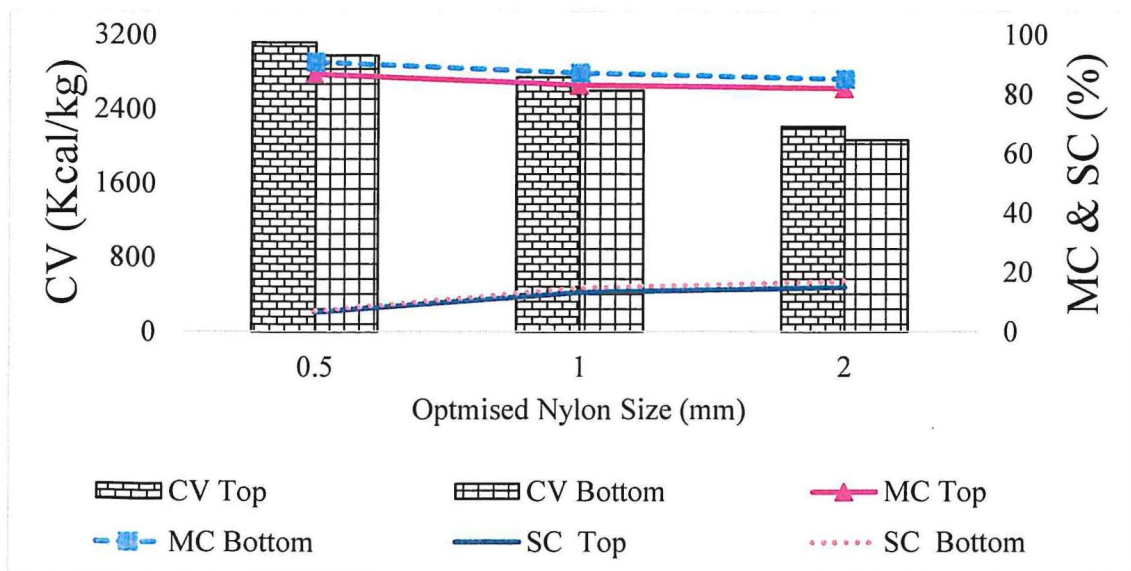 3200
2400
1600
800
0
CV (Kcal/kg)
100
80
60
40
20
0
MC & SC (%)
0.5 1 2
Optmised Nylon Size (mm)
CV Top CV Bottom MC Top
MC Bottom SC Top SC Bottom